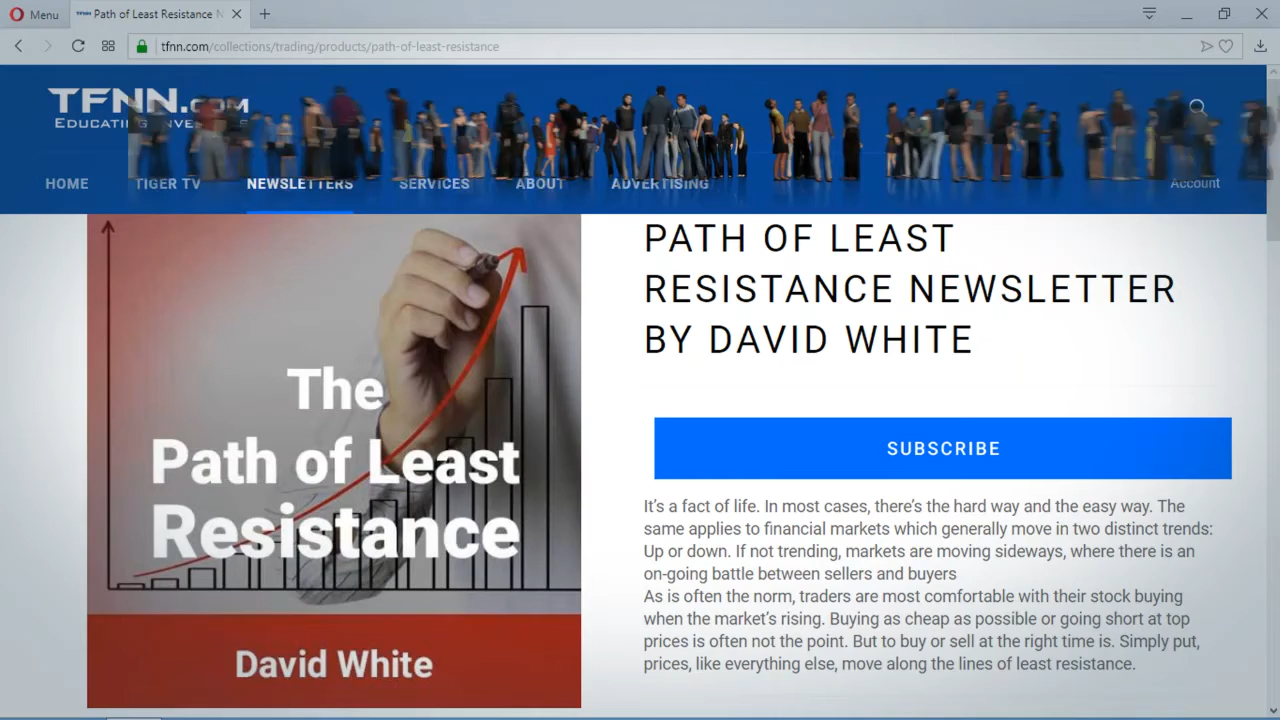 Menu
Path of Least Resistance N
tfnn.com/collections/trading/products/path-of-least-resistance
TFNN.COM
EDUCATING INVESTORS
HOME
TIGER TV
NEWSLETTERS
SERVICES
ABOUT
ADVERTISING
Account
The
Path of Least
Resistance
David White
PATH OF LEAST
RESISTANCE NEWSLETTER
BY DAVID WHITE
SUBSCRIBE
It’s a fact of life. In most cases, there’s the hard way and the easy way. The
same applies to financial markets which generally move in two distinct trends:
Up or down. If not trending, markets are moving sideways, where there is an
on-going battle between sellers and buyers
As is often the norm, traders are most comfortable with their stock buying
when the market’s rising. Buying as cheap as possible or going short at top
prices is often not the point. But to buy or sell at the right time is. Simply put,
prices, like everything else, move along the lines of least resistance.